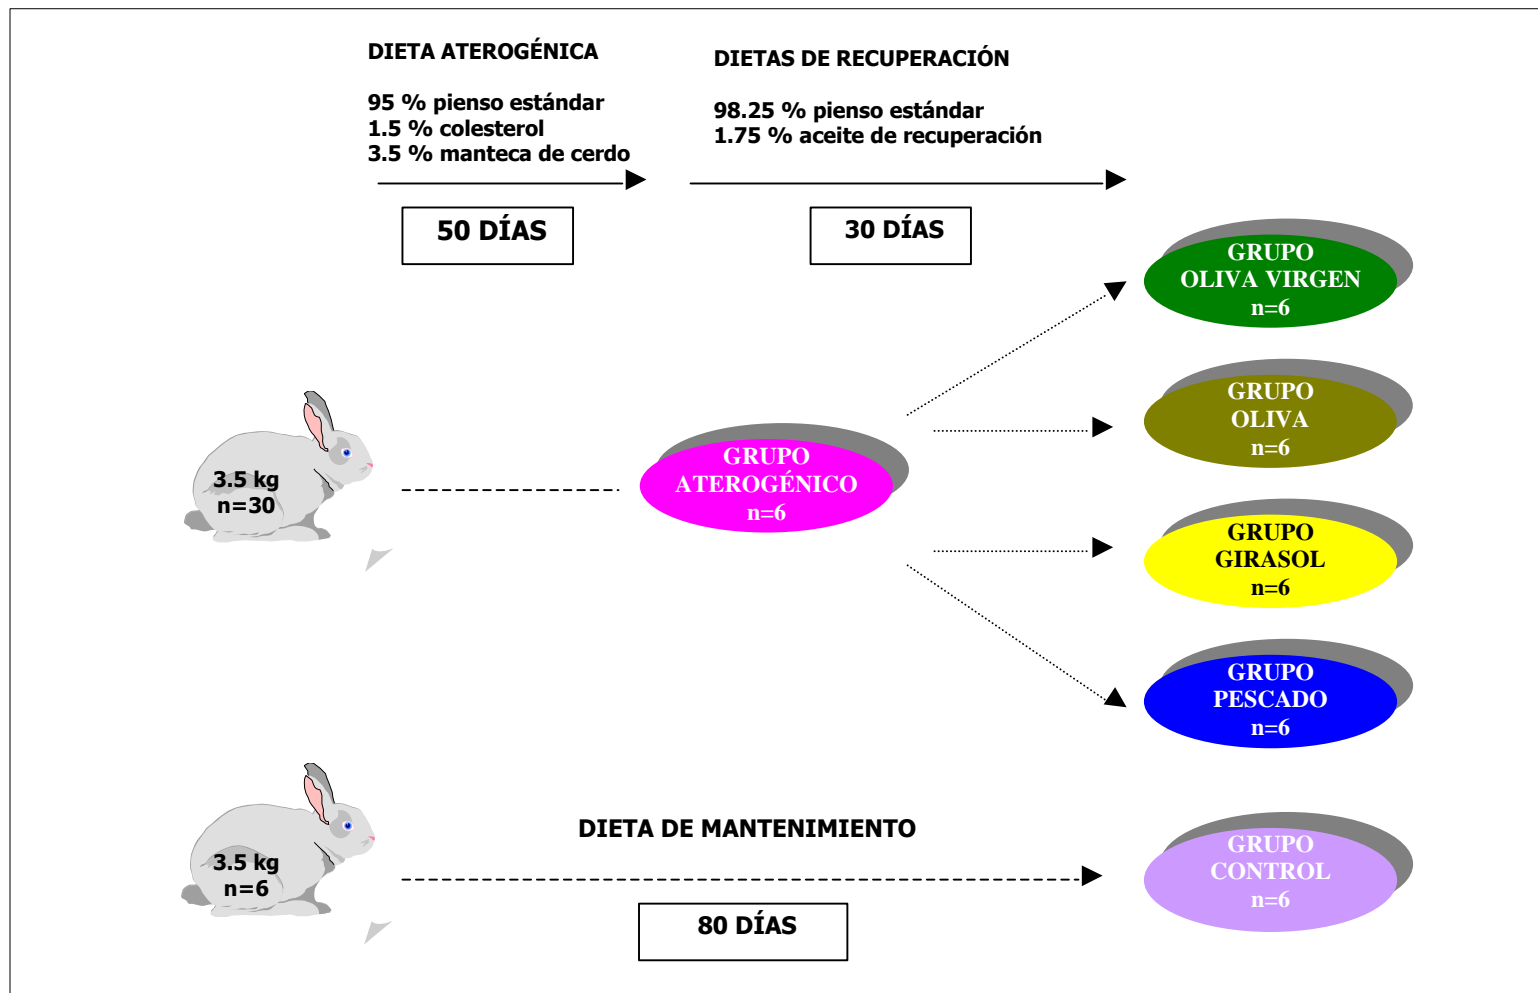 DIETA ATEROGÉNICA
95 % pienso estándar
1.5 % colesterol
3.5 % manteca de cerdo
50 DÍAS
DIETAS DE RECUPERACIÓN
98.25 % pienso estándar
1.75 % aceite de recuperación
30 DÍAS
GRUPO
OLIVA VIRGEN
n=6
GRUPO
OLIVA
n=6
3.5 kg
n=30
GRUPO
ATEROGÉNICO
n=6
GRUPO
GIRASOL
n=6
GRUPO
PESCADO
n=6
3.5 kg
n=6
DIETA DE MANTENIMIENTO
80 DÍAS
GRUPO
CONTROL
n=6